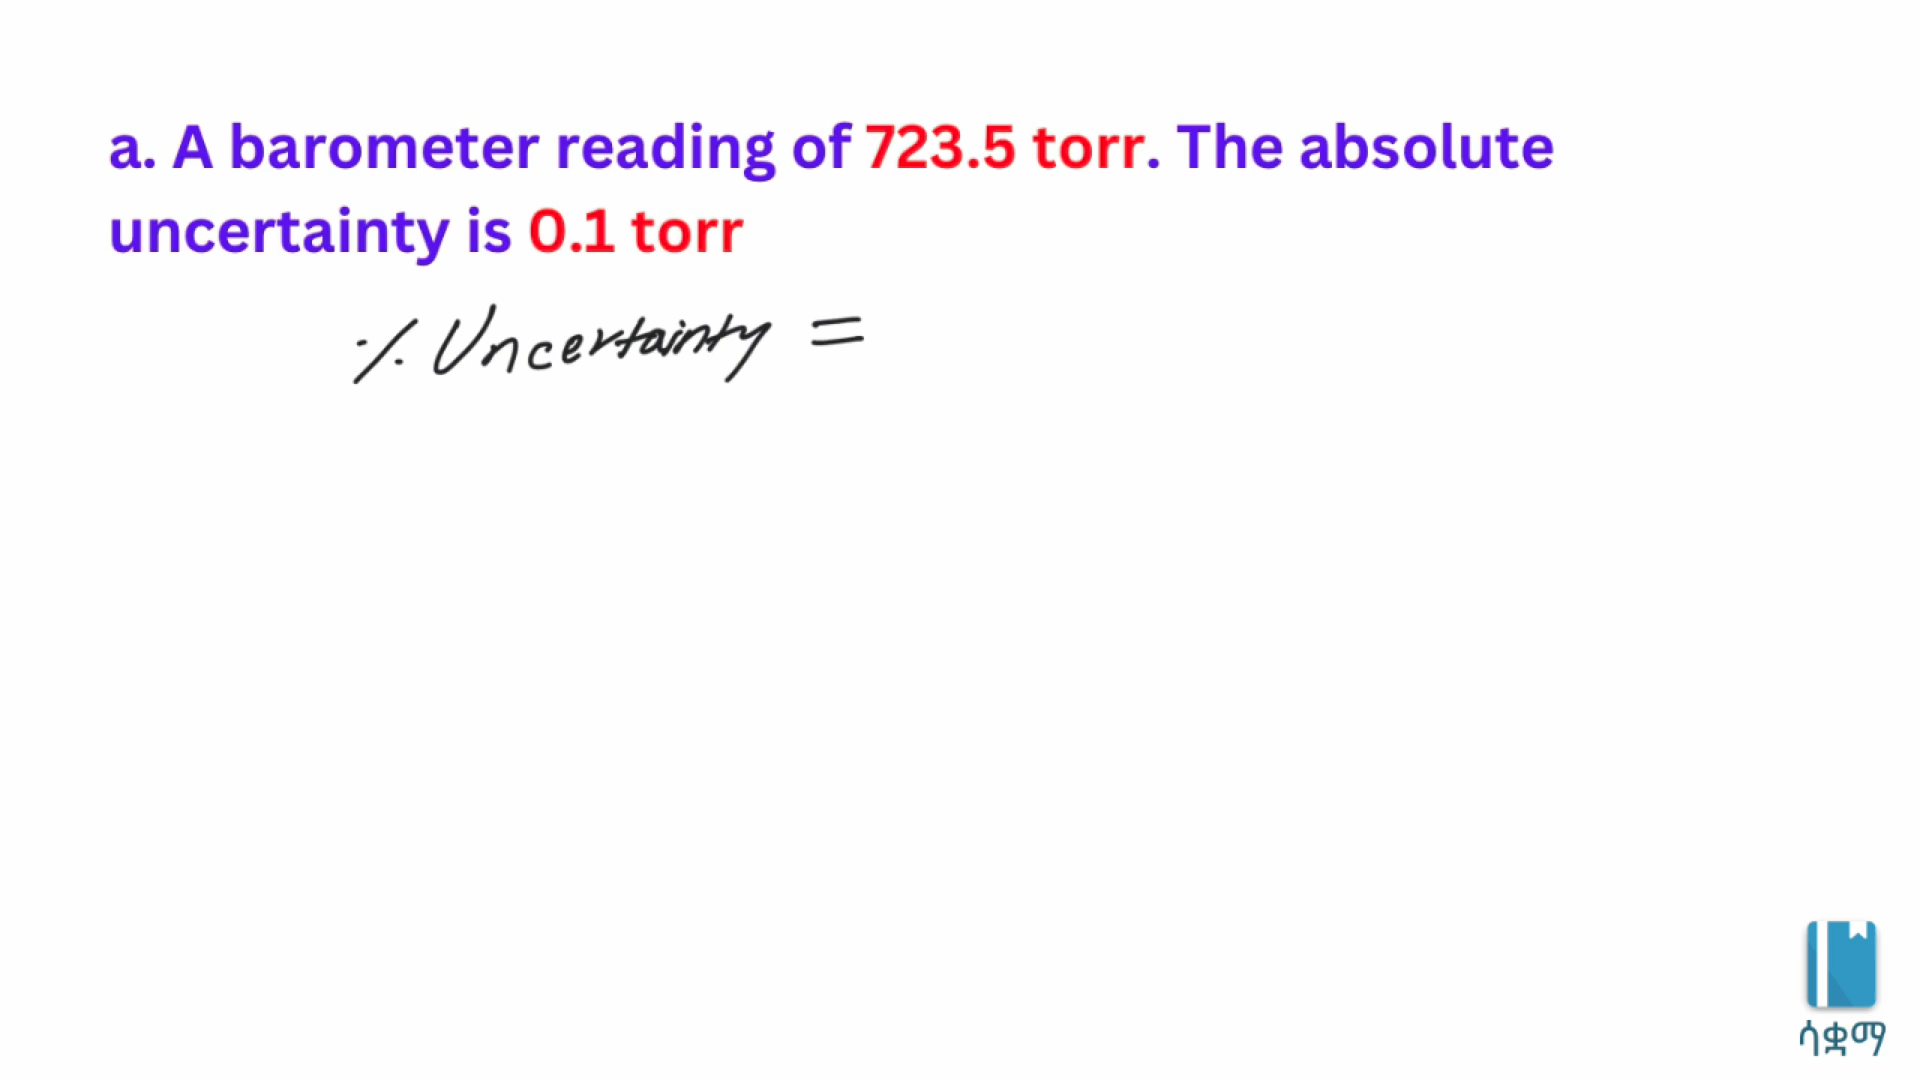 a. A barometer reading of 723.5 torr. The absolute
uncertainty is 0.1 torr
% Uncertainty =
ሳቋማ